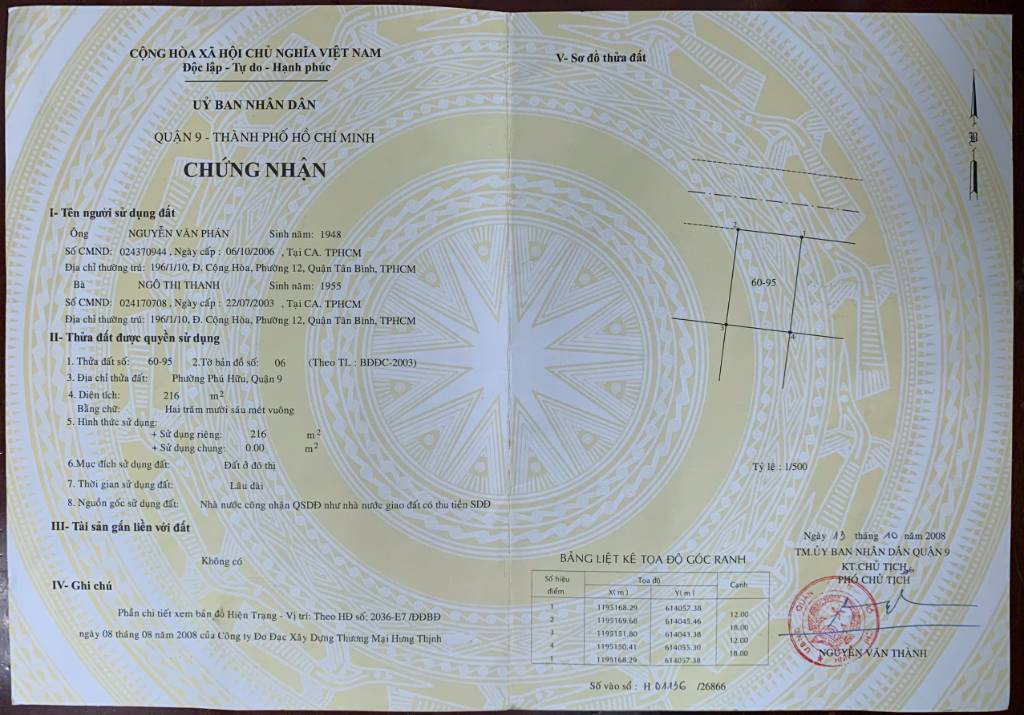 CỘNG HÒA XÃ HỘI CHỦ NGHĨA VIỆT NAM
Độc lập - Tự do - Hạnh phúc
UỶ BAN NHÂN DÂN
QUẬN 9 - THÀNH PHỐ HỒ CHÍ MINH
CHỨNG NHẬN
I- Tên người sử dụng đất
Ông NGUYỄN VĂN PHÁN Sinh năm: 1948
Số CMND: 024370944 , Ngày cấp : 06/10/2006 , Tại CA. TPHCM
Địa chỉ thường trú: 196/1/10, Đ. Cộng Hòa, Phường 12, Quận Tân Bình, TPHCM
Bà NGÔ THỊ THANH Sinh năm: 1955
Số CMND: 024170708 , Ngày cấp : 22/07/2003 , Tại CA. TPHCM
Địa chỉ thường trú: 196/1/10, Đ. Cộng Hòa, Phường 12, Quận Tân Bình, TPHCM
II- Thửa đất được quyền sử dụng
1. Thửa đất số: 60-95 2.Tờ bản đồ số: 06 (Theo TL : BĐĐC-2003)
3. Địa chỉ thửa đất: Phường Phú Hữu, Quận 9
4. Diện tích: 216 m2
Bằng chữ: Hai trăm mười sáu mét vuông
5. Hình thức sử dụng:
+ Sử dụng riêng: 216 m2
+ Sử dụng chung: 0.00 m2
6.Mục đích sử dụng đất: Đất ở đô thị
7. Thời gian sử dụng đất: Lâu dài
8. Nguồn gốc sử dụng đất: Nhà nước công nhận QSDĐ như nhà nước giao đất có thu tiền SDĐ
III- Tài sản gắn liền với đất
Không có
IV- Ghi chú
Phần chi tiết xem bản đồ Hiện Trạng - Vị trí: Theo HĐ số: 2036-E7 /ĐĐBĐ
ngày 08 tháng 08 năm 2008 của Công ty Đo Đạc Xây Dựng Thương Mại Hưng Thịnh
V- Sơ đồ thửa đất
B
2 1
60-95
3 4
Tỷ lệ : 1/500
BẢNG LIỆT KÊ TỌA ĐỘ GÓC RANH
Số hiệu điểm Tọa độ Cạnh
X( m ) Y( m )
1 1195168.29 614057.38
12.00
2 1195169.68 614045.46
18.00
3 1195151.80 614043.38
12.00
4 1195150.41 614055.30
18.00
1 1195168.29 614057.38
Số vào sổ : H 01136 /26866
Ngày 13 tháng 10 năm 2008
TM.ỦY BAN NHÂN DÂN QUẬN 9
KT.CHỦ TỊCH
PHÓ CHỦ TỊCH
NGUYỄN VĂN THÀNH